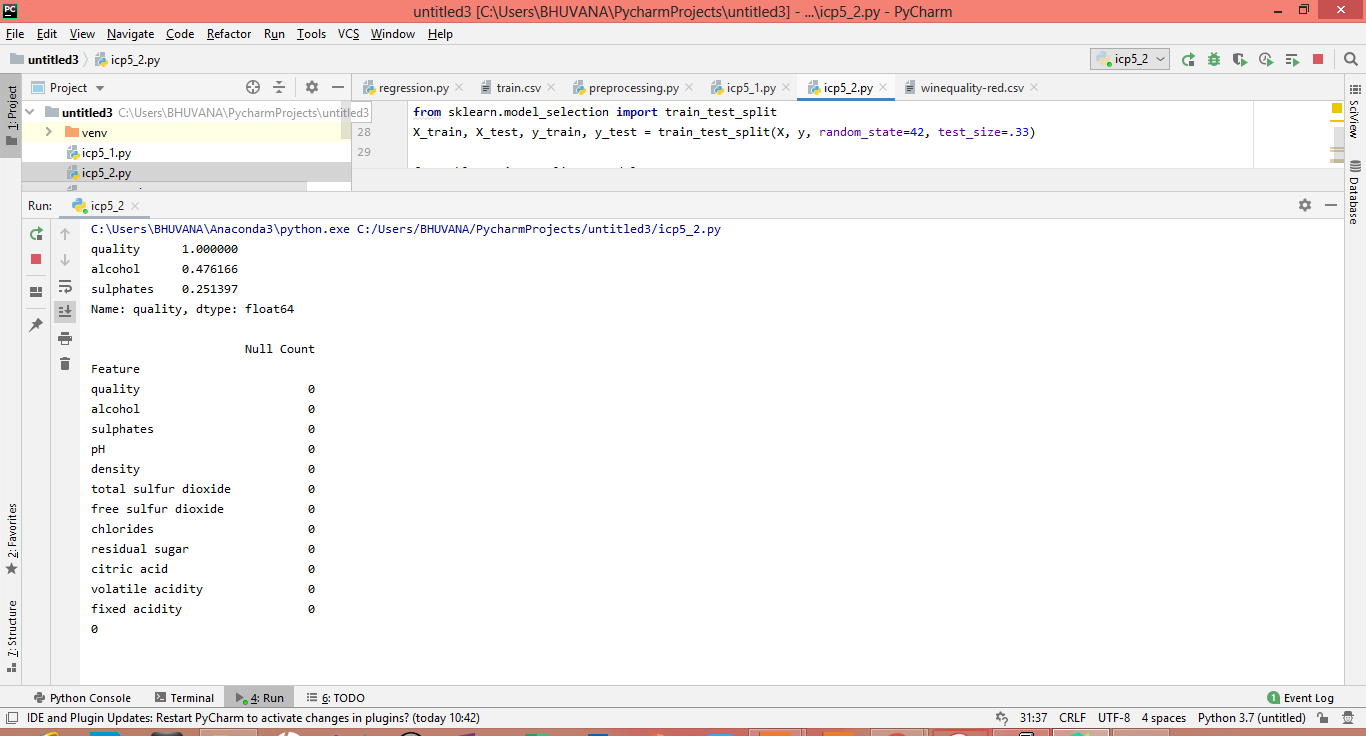 PC
untitled3 [C:\Users\BHUVANA\PycharmProjects\untitled3] - ...\icp5_2.py - PyCharm
File Edit View Navigate Code Refactor Run Tools VCS Window Help
untitled3 icp5_2.py
icp5_2
Project
regression.py train.csv preprocessing.py icp5_1.py icp5_2.py winequality-red.csv
1: Project
untitled3 C:\Users\BHUVANA\PycharmProjects\untitled3
venv
icp5_1.py
icp5_2.py
from sklearn.model_selection import train_test_split
28 X_train, X_test, y_train, y_test = train_test_split(X, y, random_state=42, test_size=.33)
29
SciView
Database
Run: icp5_2
C:\Users\BHUVANA\Anaconda3\python.exe C:/Users/BHUVANA/PycharmProjects/untitled3/icp5_2.py
quality 1.000000
alcohol 0.476166
sulphates 0.251397
Name: quality, dtype: float64
Null Count
Feature
quality 0
alcohol 0
sulphates 0
pH 0
density 0
total sulfur dioxide 0
free sulfur dioxide 0
chlorides 0
residual sugar 0
citric acid 0
volatile acidity 0
fixed acidity 0
0
2: Favorites
7: Structure
Python Console Terminal 4: Run 6: TODO
1 Event Log
IDE and Plugin Updates: Restart PyCharm to activate changes in plugins? (today 10:42)
31:37 CRLF UTF-8 4 spaces Python 3.7 (untitled)